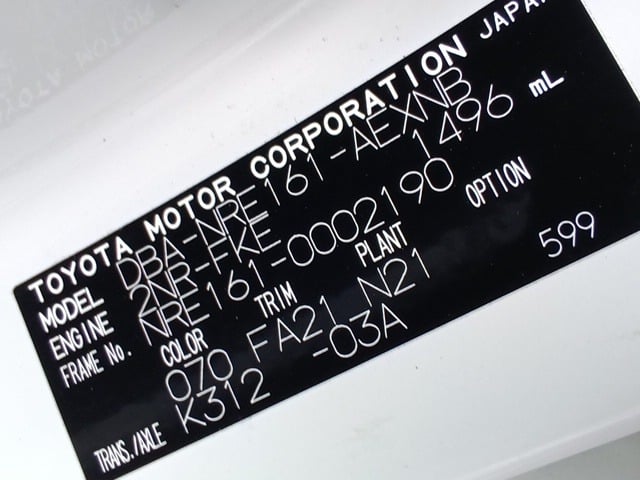 TOYOTA MOTOR CORPORATION JAPAN
MODEL DBA-NRE161-AEXNB
ENGINE 2NR-FKE 1496 mL
FRAME No. NRE161-0002190
COLOR TRIM PLANT OPTION
070 FA21 N21
TRANS./AXLE K312 -03A 599